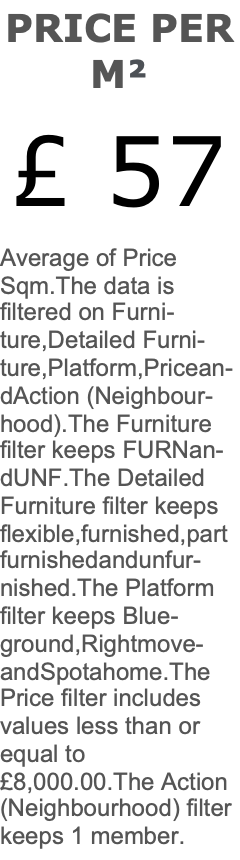 PRICE PER
M²
£ 57
Average of Price
Sqm.The data is
filtered on Furni-
ture,Detailed Furni-
ture,Platform,Pricean-
dAction (Neighbour-
hood).The Furniture
filter keeps FURNan-
dUNF.The Detailed
Furniture filter keeps
flexible,furnished,part
furnishedandunfur-
nished.The Platform
filter keeps Blue-
ground,Rightmove-
andSpotahome.The
Price filter includes
values less than or
equal to
£8,000.00.The Action
(Neighbourhood) filter
keeps 1 member.